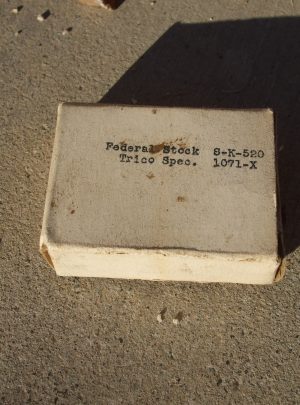 Federal Stock 8-K-520
Trico Spec. 1071-X